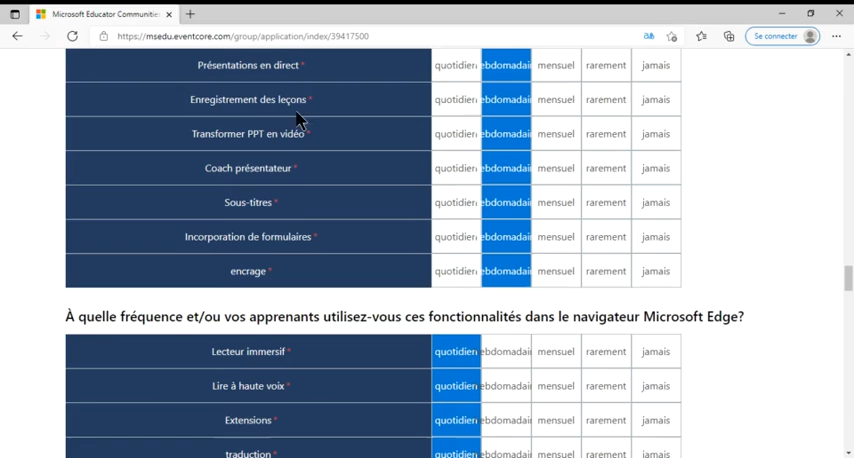 Microsoft Educator Communitie
https://msedu.eventcore.com/group/application/index/39417500
Se connecter
Présentations en direct * quotidien ebdomadai mensuel rarement jamais
Enregistrement des leçons * quotidien ebdomadai mensuel rarement jamais
Transformer PPT en vidéo * quotidien ebdomadai mensuel rarement jamais
Coach présentateur * quotidien ebdomadai mensuel rarement jamais
Sous-titres * quotidien ebdomadai mensuel rarement jamais
Incorporation de formulaires * quotidien ebdomadai mensuel rarement jamais
encrage * quotidien ebdomadai mensuel rarement jamais
À quelle fréquence et/ou vos apprenants utilisez-vous ces fonctionnalités dans le navigateur Microsoft Edge?
Lecteur immersif * quotidien ebdomadai mensuel rarement jamais
Lire à haute voix * quotidien ebdomadai mensuel rarement jamais
Extensions * quotidien ebdomadai mensuel rarement jamais
traduction * quotidien ebdomadai mensuel rarement jamais